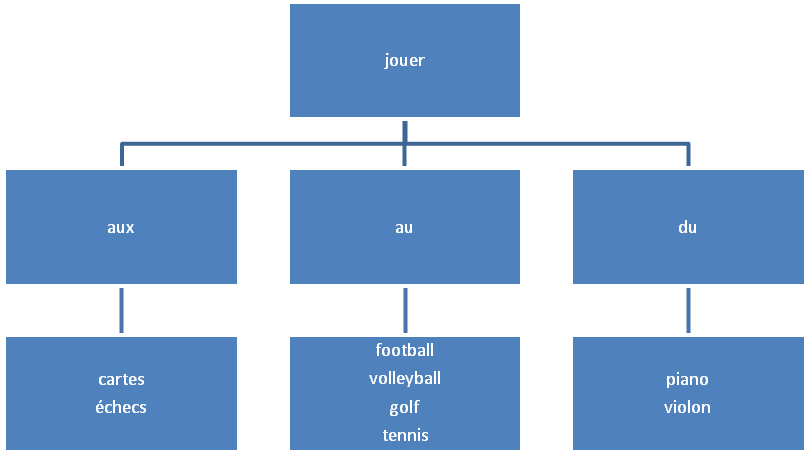 jouer
aux
au
du
cartes
échecs
football
volleyball
golf
tennis
piano
violon